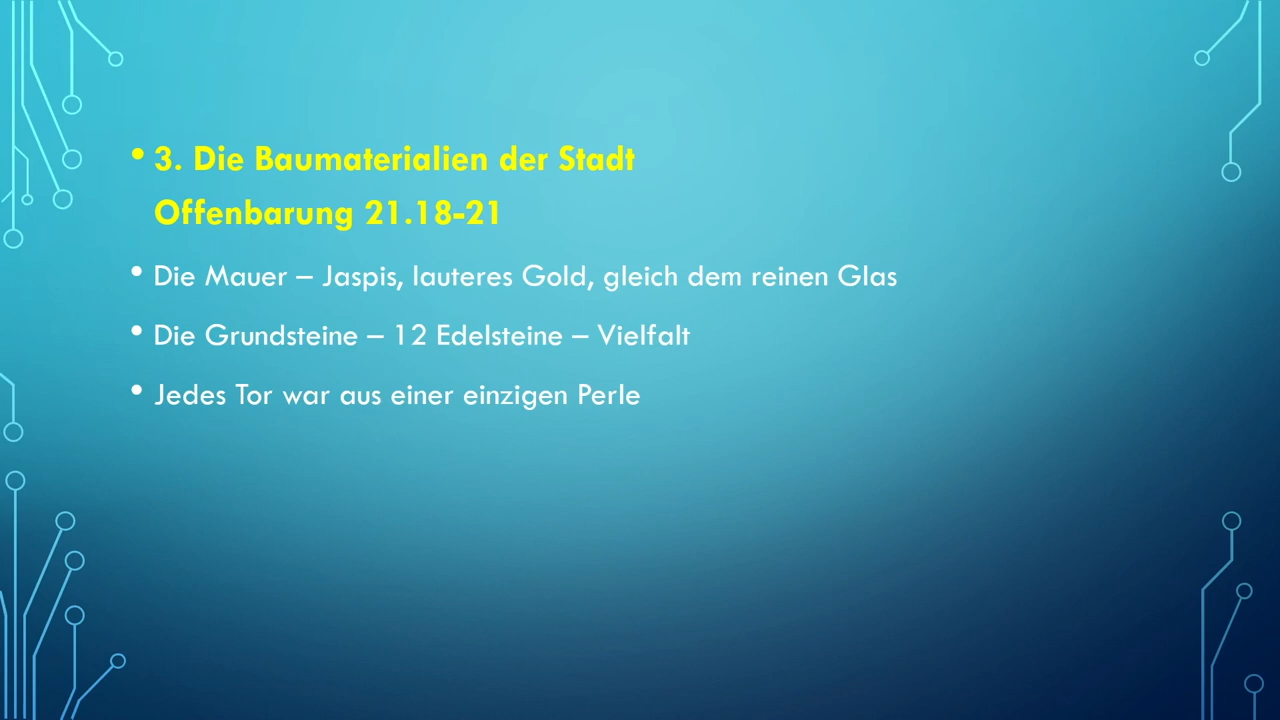 • 3. Die Baumaterialien der Stadt
Offenbarung 21.18-21
• Die Mauer – Jaspis, lauteres Gold, gleich dem reinen Glas
• Die Grundsteine – 12 Edelsteine – Vielfalt
• Jedes Tor war aus einer einzigen Perle